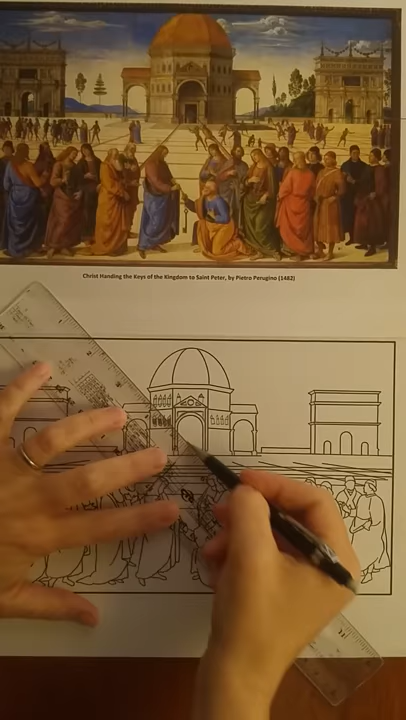 Christ Handing the Keys of the Kingdom to Saint Peter, by Pietro Perugino (1482)